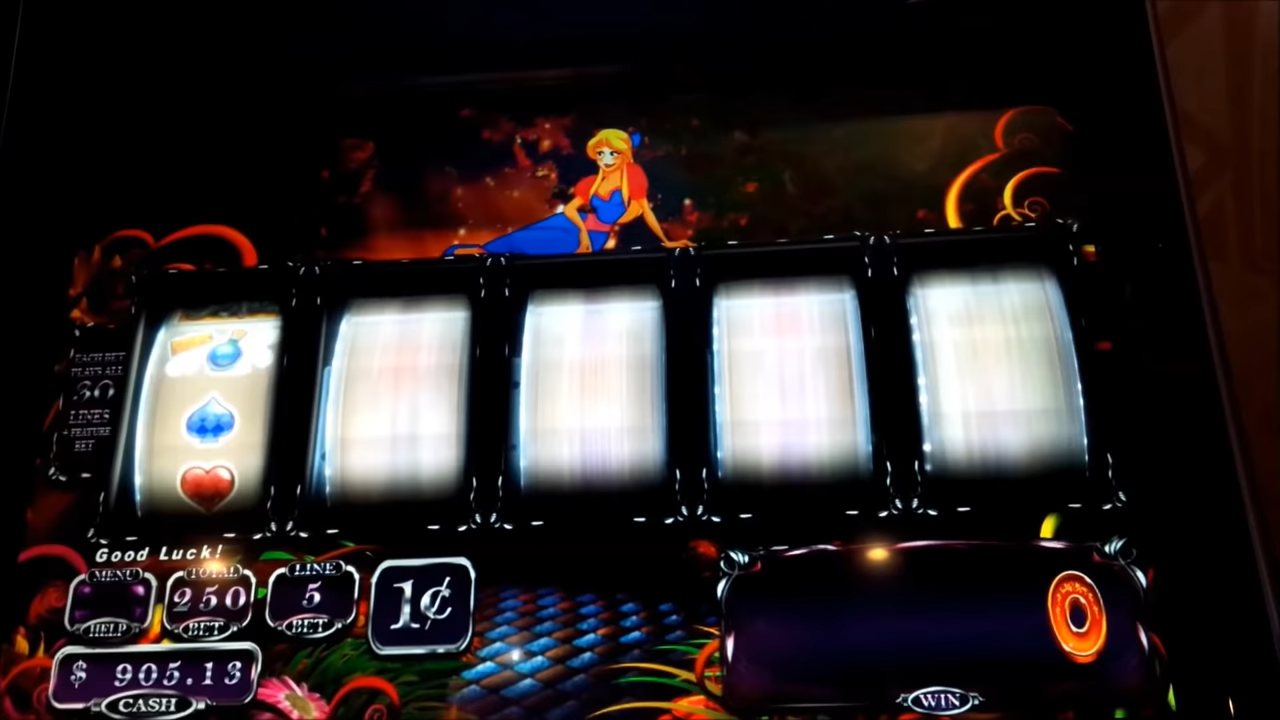 EACH BET
PLAYS ALL
30
LINES
+ FEATURE
BET
Good Luck!
MENU
HELP
TOTAL
250
BET
LINE
5
BET
1¢
$ 905.13
CASH
0
WIN